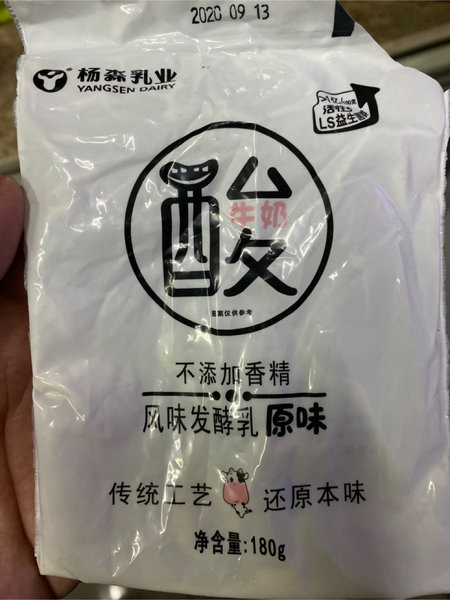 2020 09 13
杨森乳业
YANGSEN DAIRY
活性
LS益生菌
酸
牛奶
图案仅供参考
不添加香精
风味发酵乳 原味
传统工艺 还原本味
净含量:180g